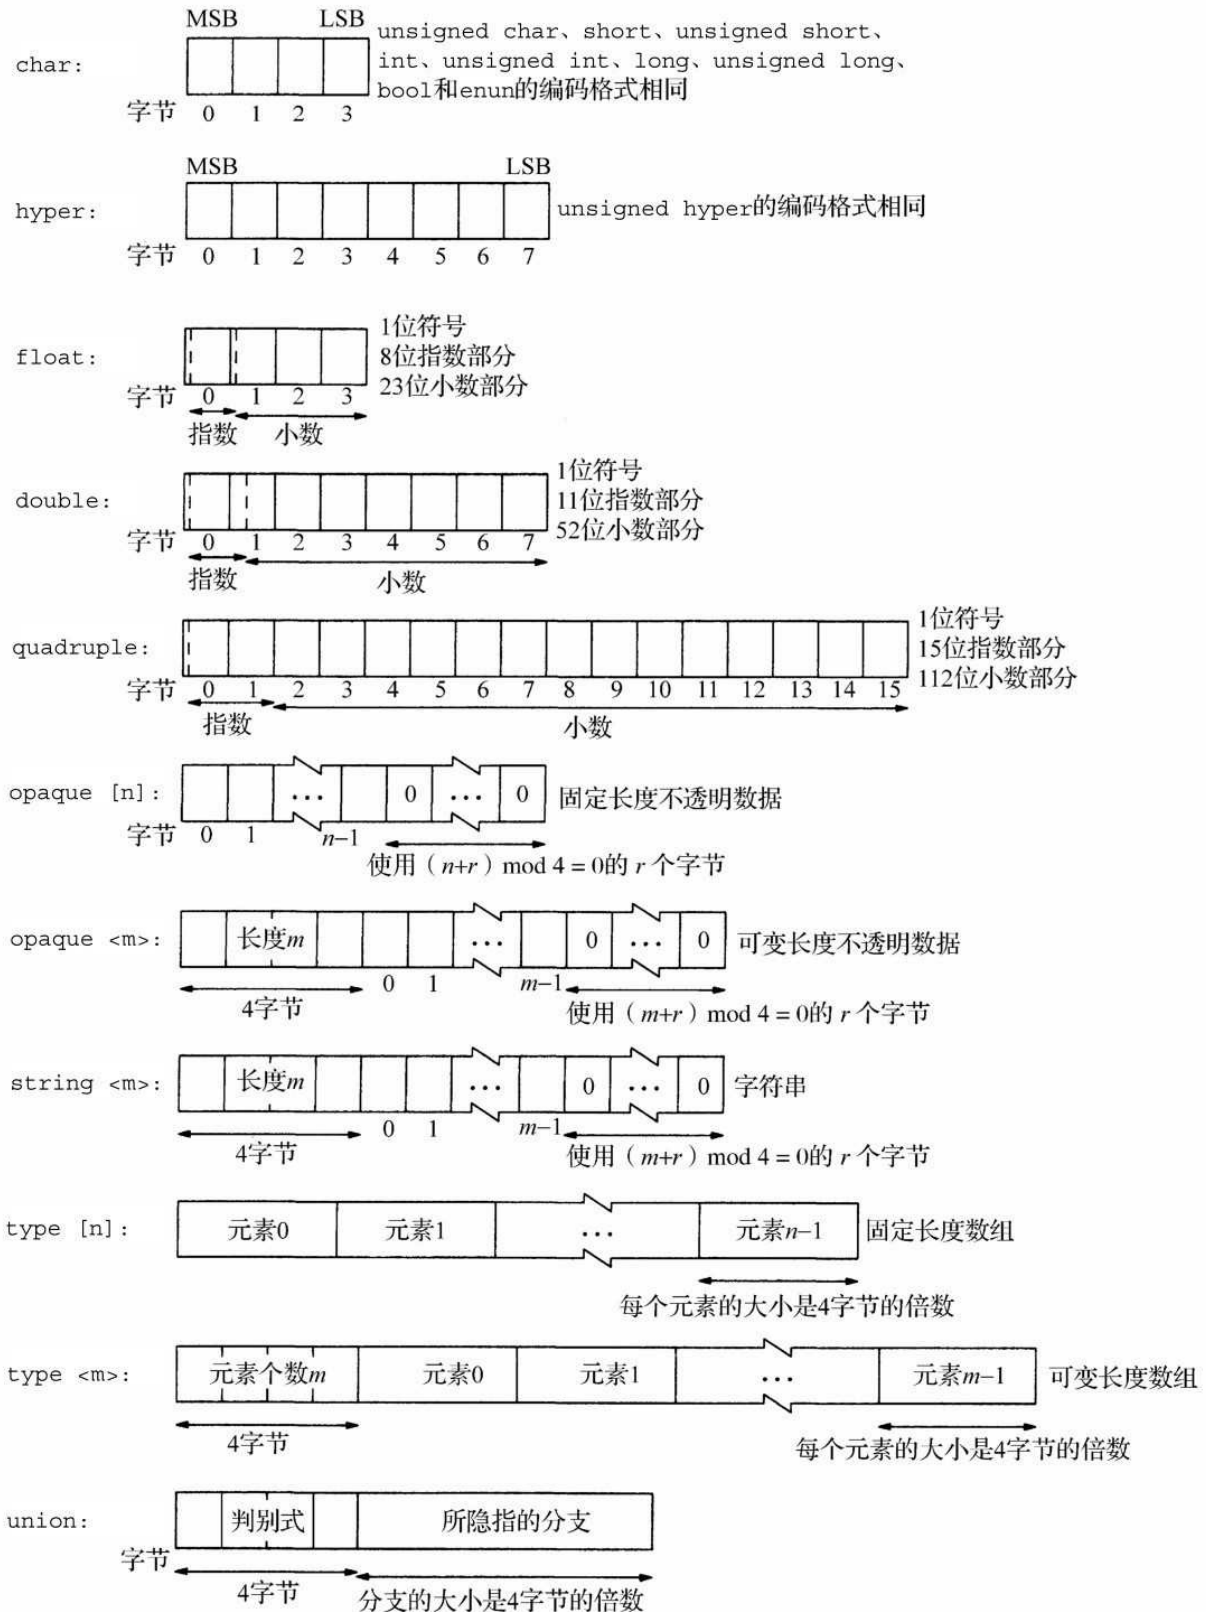 MSB LSB
char: unsigned char、short、unsigned short、
int、unsigned int、long、unsigned long、
bool和enun的编码格式相同
字节 0 1 2 3
MSB LSB
hyper: unsigned hyper的编码格式相同
字节 0 1 2 3 4 5 6 7
float: 1位符号
8位指数部分
23位小数部分
字节 0 1 2 3
指数 小数
double: 1位符号
11位指数部分
52位小数部分
字节 0 1 2 3 4 5 6 7
指数 小数
quadruple: 1位符号
15位指数部分
112位小数部分
字节 0 1 2 3 4 5 6 7 8 9 10 11 12 13 14 15
指数 小数
opaque [n]: … 0 … 0 固定长度不透明数据
字节 0 1 n–1
使用（n+r）mod 4 = 0的 r 个字节
opaque <m>: 长度m … 0 … 0 可变长度不透明数据
4字节 0 1 m–1
使用（m+r）mod 4 = 0的 r 个字节
string <m>: 长度m … 0 … 0 字符串
4字节 0 1 m–1
使用（m+r）mod 4 = 0的 r 个字节
type [n]: 元素0 元素1 … 元素n–1 固定长度数组
每个元素的大小是4字节的倍数
type <m>: 元素个数m 元素0 元素1 … 元素m–1 可变长度数组
4字节 每个元素的大小是4字节的倍数
union: 判别式 所隐指的分支
字节 4字节 分支的大小是4字节的倍数